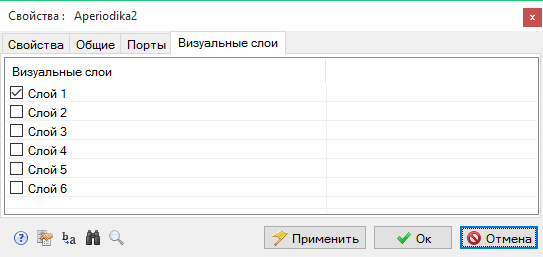 Свойства : Aperiodika2
x
Свойства Общие Порты Визуальные слои
Визуальные слои
Слой 1
Слой 2
Слой 3
Слой 4
Слой 5
Слой 6
? b a Применить Ок Отмена